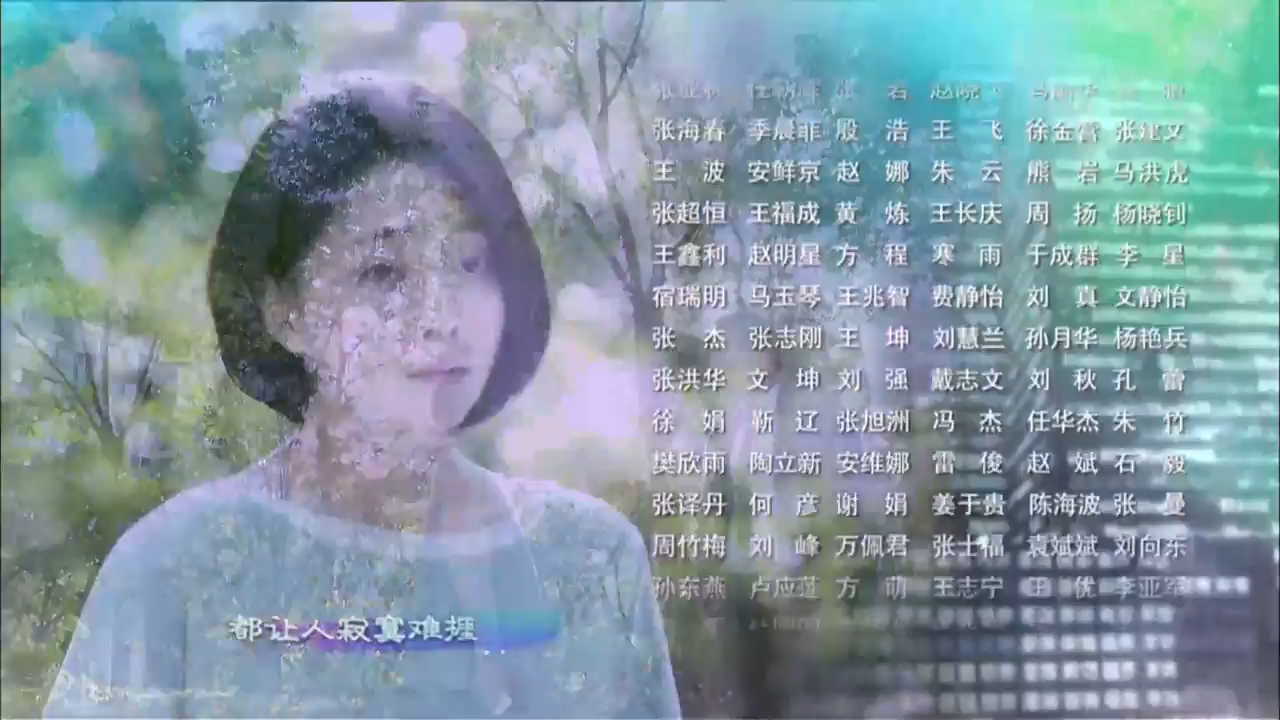 张海春 季晨菲 殷 浩 王 飞 徐金营 张建文
王 波 安鲜京 赵 娜 朱 云 熊 岩 马洪虎
张超恒 王福成 黄 炼 王长庆 周 扬 杨晓钊
王鑫利 赵明星 方 程 寒 雨 于成群 李 星
宿瑞明 马玉琴 王兆智 费静怡 刘 真 文静怡
张 杰 张志刚 王 坤 刘慧兰 孙月华 杨艳兵
张洪华 文 坤 刘 强 戴志文 刘 秋 孔 蕾
徐 娟 靳 辽 张旭洲 冯 杰 任华杰 朱 竹
樊欣雨 陶立新 安维娜 雷 俊 赵 斌 石 毅
张译丹 何 彦 谢 娟 姜于贵 陈海波 张 曼
周竹梅 刘 峰 万佩君 张士福 袁斌斌 刘向东
孙东燕 卢应莲 方 萌 王志宁 王 优 李亚军
都让人寂寞难捱